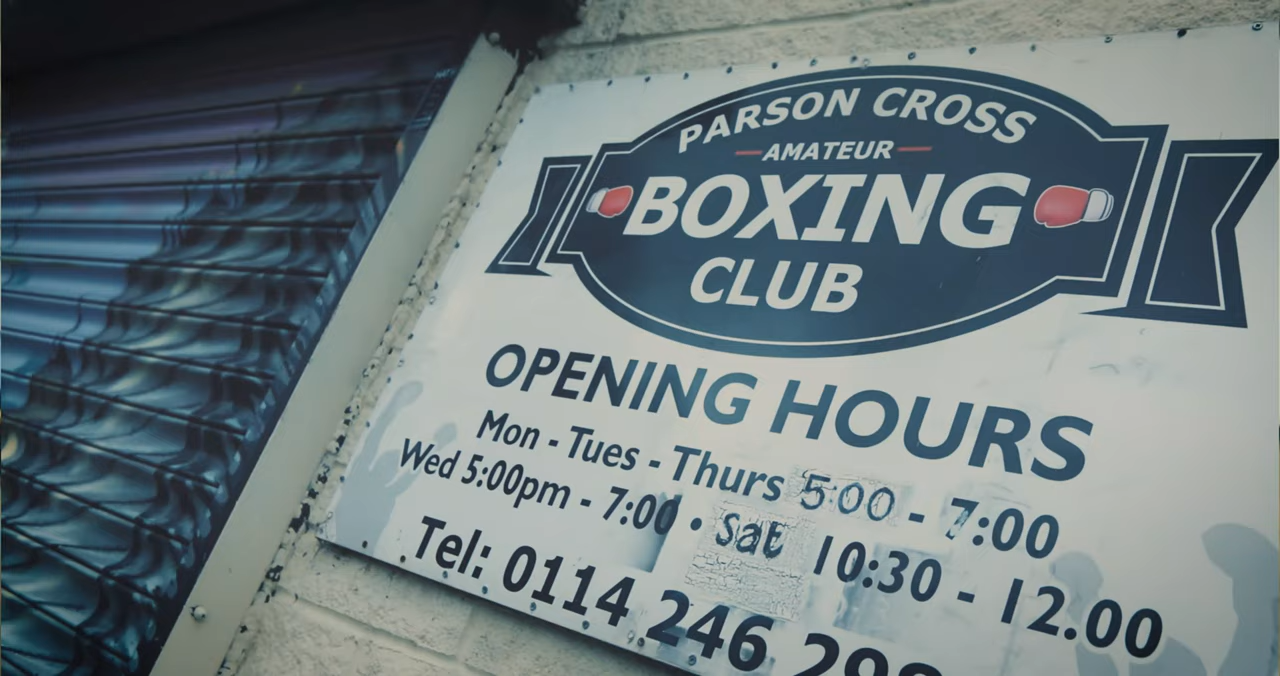 PARSON CROSS
AMATEUR
BOXING
CLUB
OPENING HOURS
Mon - Tues - Thurs 5:00 - 7:00
Wed 5:00pm - 7:00 • Sat 10:30 - 12.00
Tel: 0114 246